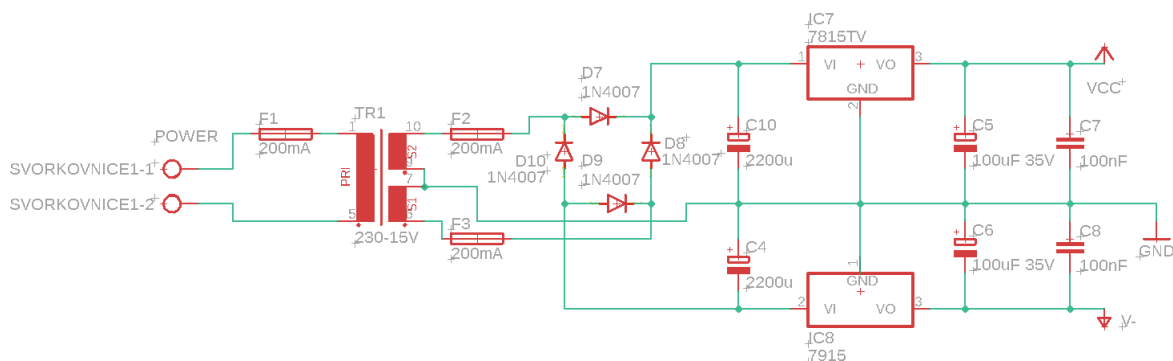 POWER
SVORKOVNICE1-1
SVORKOVNICE1-2
F1
200mA
TR1
1
5
PRI
10
9
7
6
S2
S1
230-15V
F2
200mA
F3
200mA
D7
1N4007
D10
1N4007
D9
1N4007
D8
1N4007
C10
2200u
C4
2200u
IC7
7815TV
1
VI
VO
3
GND
2
1
GND
2
VI
VO
3
IC8
7915
C5
100uF 35V
C7
100nF
C6
100uF 35V
C8
100nF
VCC
GND
V-